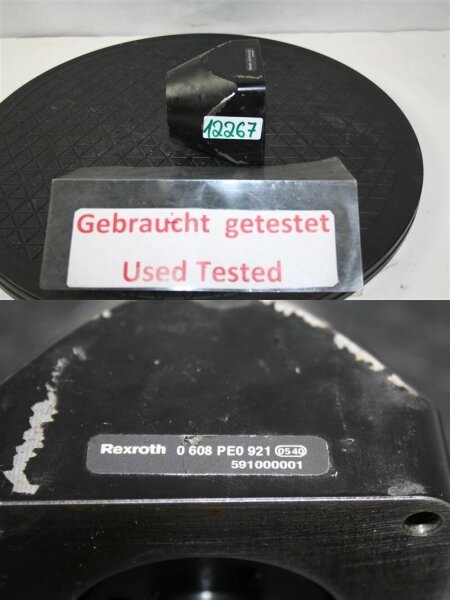 12267
Gebraucht getestet
Used Tested
Rexroth 0 608 PE0 921 0540
591000001